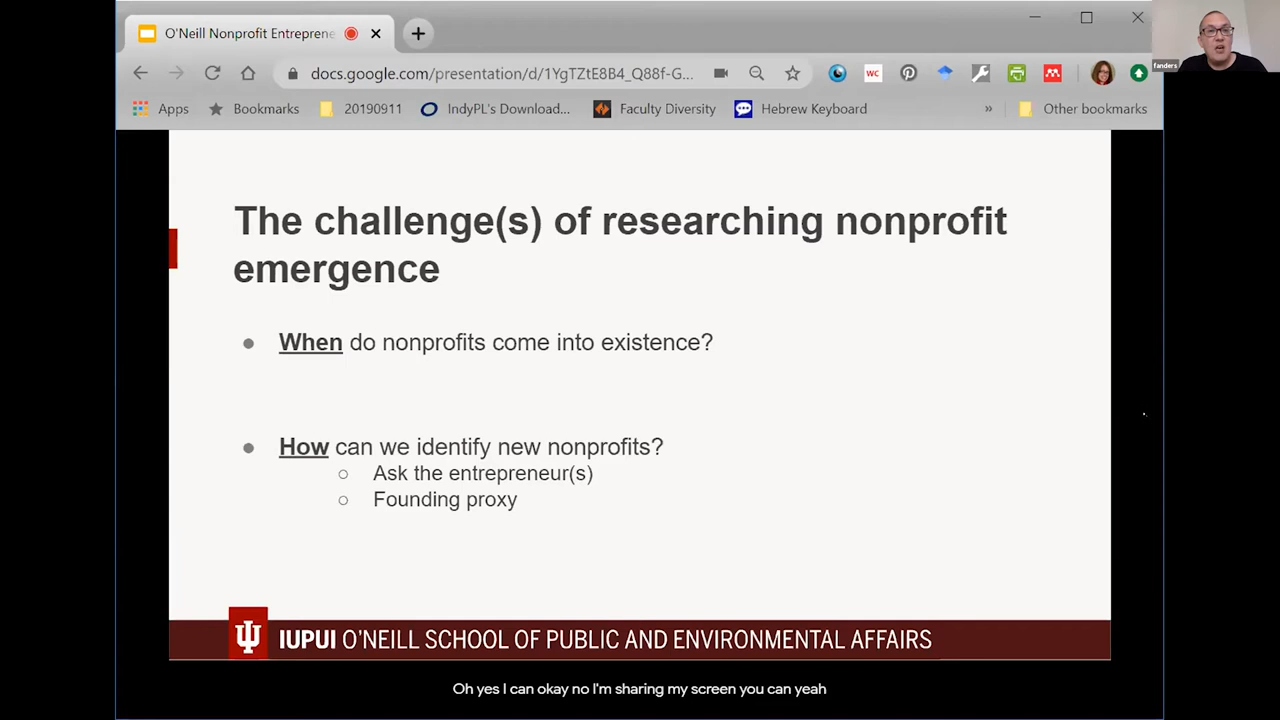 O'Neill Nonprofit Entreprene
docs.google.com/presentation/d/1YgTZtE8B4_Q88f-G...
WC
Apps
Bookmarks
20190911
IndyPL's Download...
Faculty Diversity
Hebrew Keyboard
»
Other bookmarks
fanders
The challenge(s) of researching nonprofit
emergence
● When do nonprofits come into existence?
● How can we identify new nonprofits?
○ Ask the entrepreneur(s)
○ Founding proxy
IUPUI O'NEILL SCHOOL OF PUBLIC AND ENVIRONMENTAL AFFAIRS
Oh yes I can okay no I'm sharing my screen you can yeah